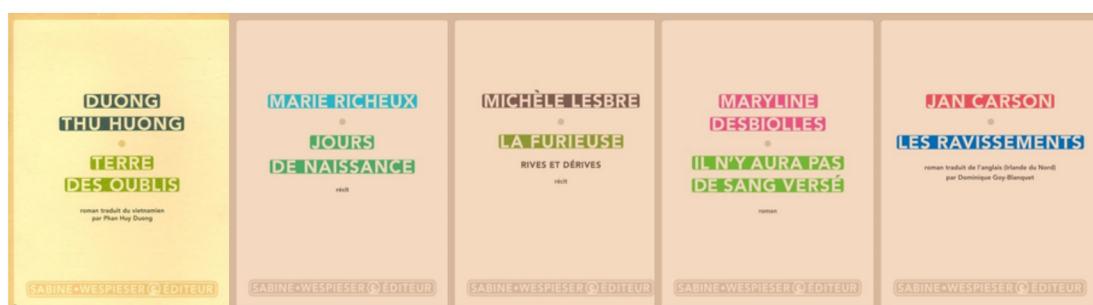 DUONG
THU HUONG
TERRE
DES OUBLIS
roman traduit du vietnamien
par Phan Huy Duong
SABINE•WESPIESER ÉDITEUR
MARIE RICHEUX
JOURS
DE NAISSANCE
récit
SABINE•WESPIESER ÉDITEUR
MICHÈLE LESBRE
LA FURIEUSE
RIVES ET DÉRIVES
récit
SABINE•WESPIESER ÉDITEUR
MARYLINE
DESBIOLLES
IL N'Y AURA PAS
DE SANG VERSÉ
roman
SABINE•WESPIESER ÉDITEUR
JAN CARSON
LES RAVISSEMENTS
roman traduit de l'anglais (Irlande du Nord)
par Dominique Goy-Blanquet
SABINE•WESPIESER ÉDITEUR